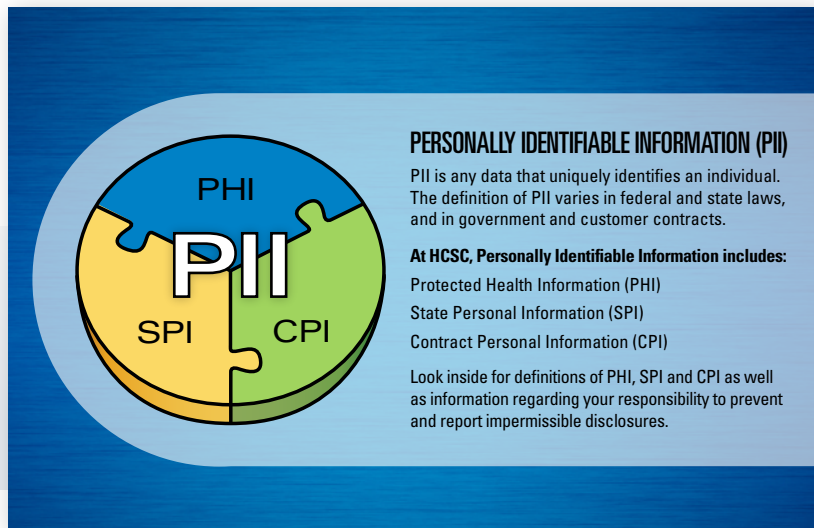 PHI
PII
SPI
CPI
PERSONALLY IDENTIFIABLE INFORMATION (PII)
PII is any data that uniquely identifies an individual.
The definition of PII varies in federal and state laws,
and in government and customer contracts.
At HCSC, Personally Identifiable Information includes:
Protected Health Information (PHI)
State Personal Information (SPI)
Contract Personal Information (CPI)
Look inside for definitions of PHI, SPI and CPI as well
as information regarding your responsibility to prevent
and report impermissible disclosures.